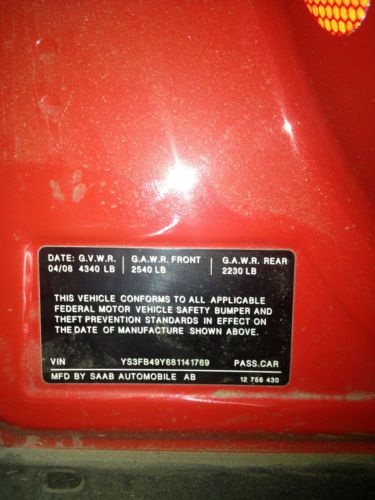 DATE: G.V.W.R. G.A.W.R. FRONT G.A.W.R. REAR
04/08 4340 LB 2540 LB 2230 LB
THIS VEHICLE CONFORMS TO ALL APPLICABLE
FEDERAL MOTOR VEHICLE SAFETY BUMPER AND
THEFT PREVENTION STANDARDS IN EFFECT ON
THE DATE OF MANUFACTURE SHOWN ABOVE.
VIN YS3FB49Y681141769 PASS.CAR
MFD BY SAAB AUTOMOBILE AB 12 756 430